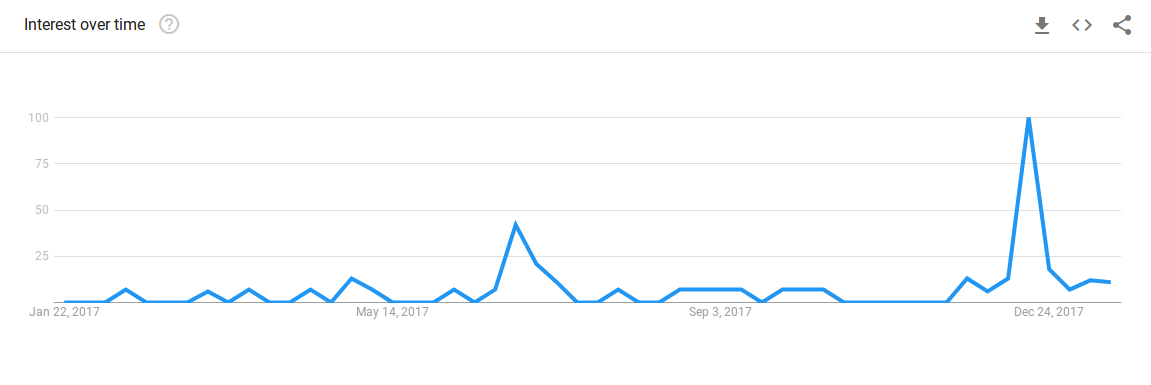 Interest over time
100
75
50
25
Jan 22, 2017
May 14, 2017
Sep 3, 2017
Dec 24, 2017